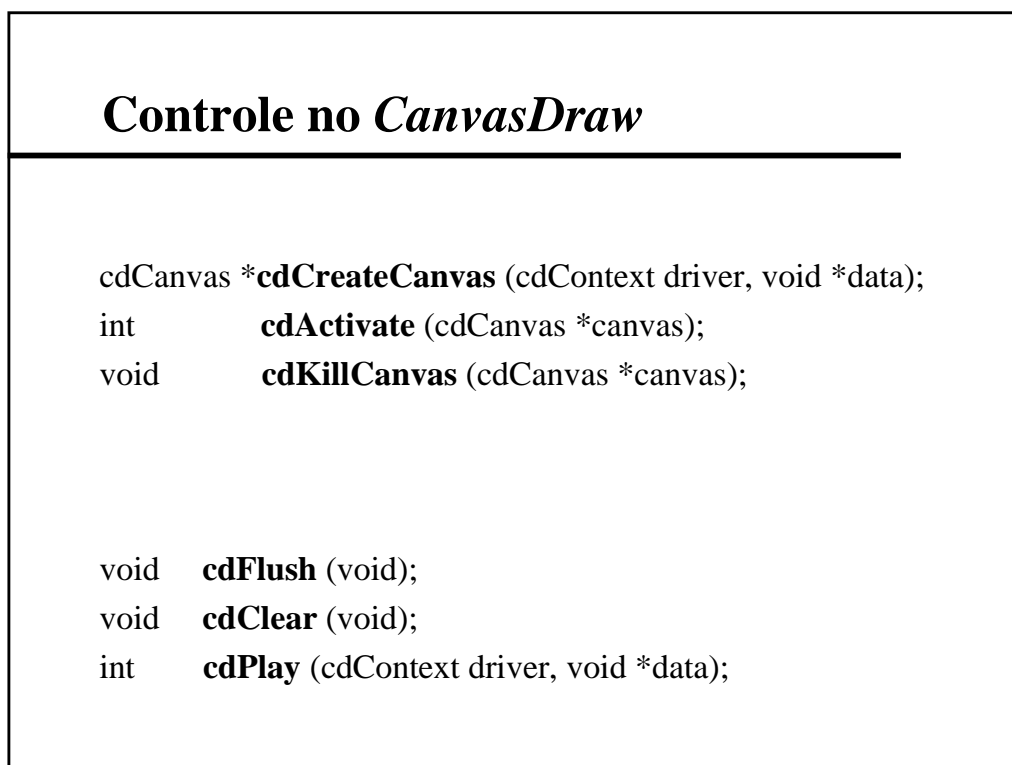 Controle no CanvasDraw
cdCanvas *cdCreateCanvas (cdContext driver, void *data);
int cdActivate (cdCanvas *canvas);
void cdKillCanvas (cdCanvas *canvas);
void cdFlush (void);
void cdClear (void);
int cdPlay (cdContext driver, void *data);